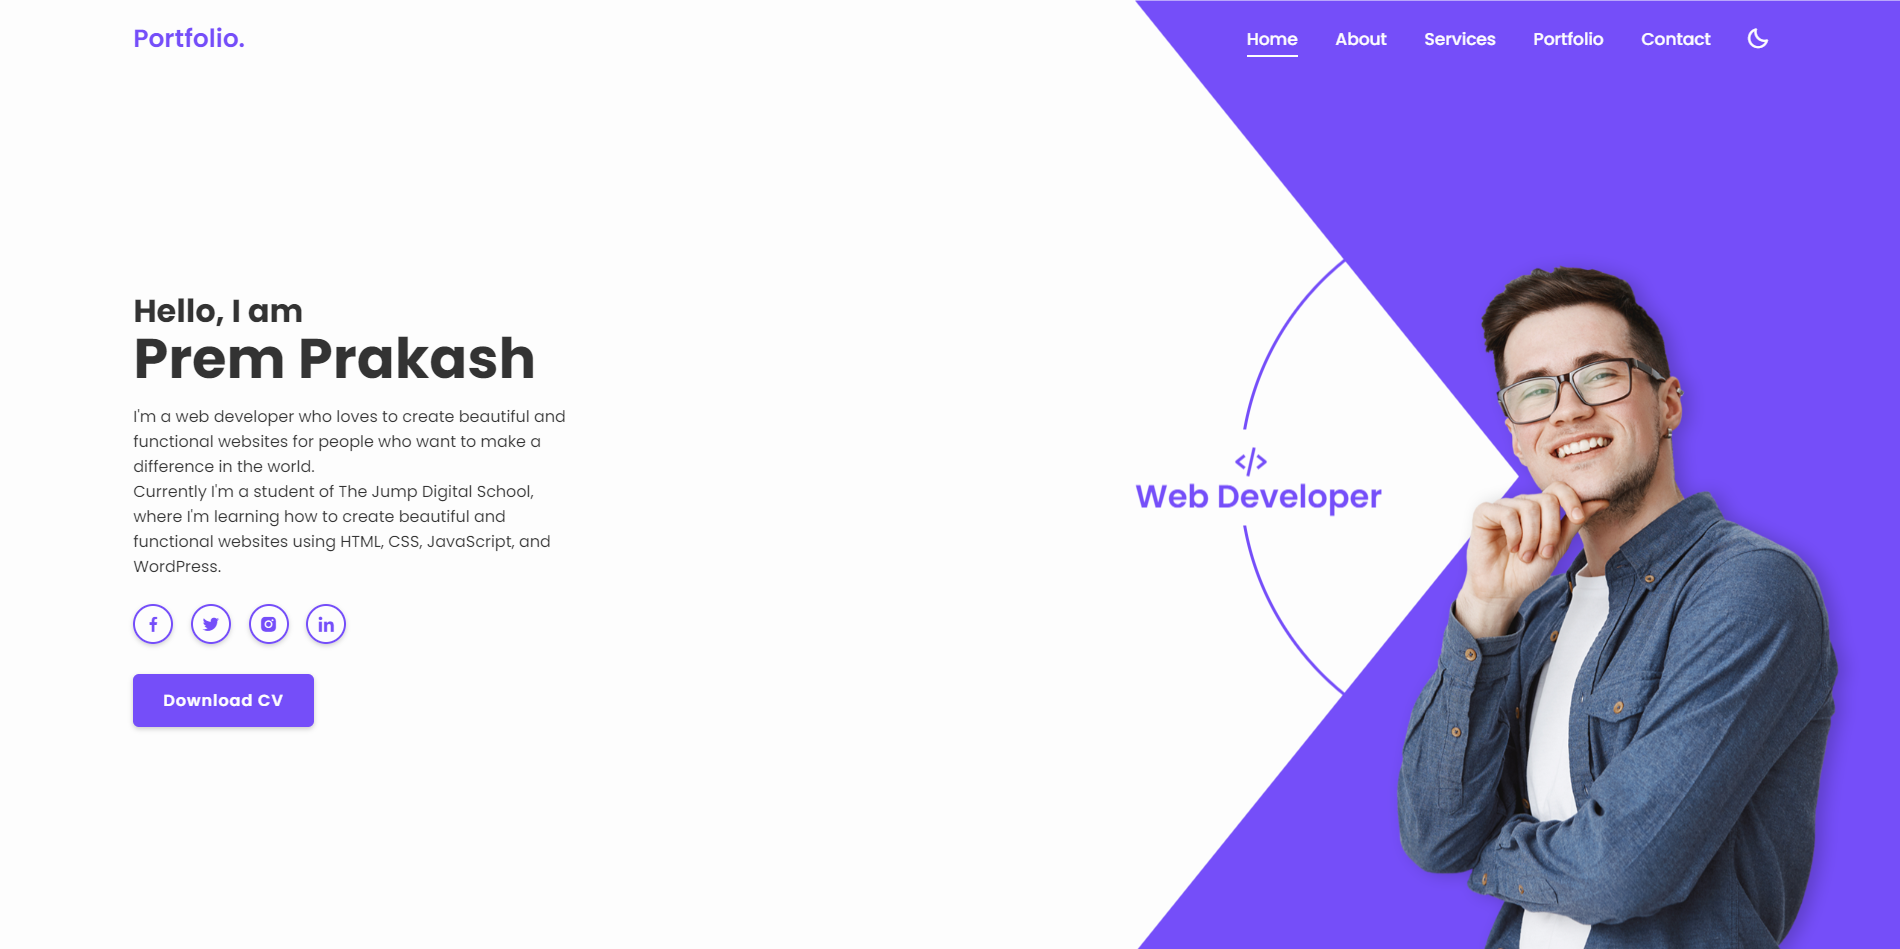 Portfolio.
Home
About
Services
Portfolio
Contact
Hello, I am
Prem Prakash
I'm a web developer who loves to create beautiful and
functional websites for people who want to make a
difference in the world.
Currently I'm a student of The Jump Digital School,
where I'm learning how to create beautiful and
functional websites using HTML, CSS, JavaScript, and
WordPress.
Download CV
</>
Web Developer